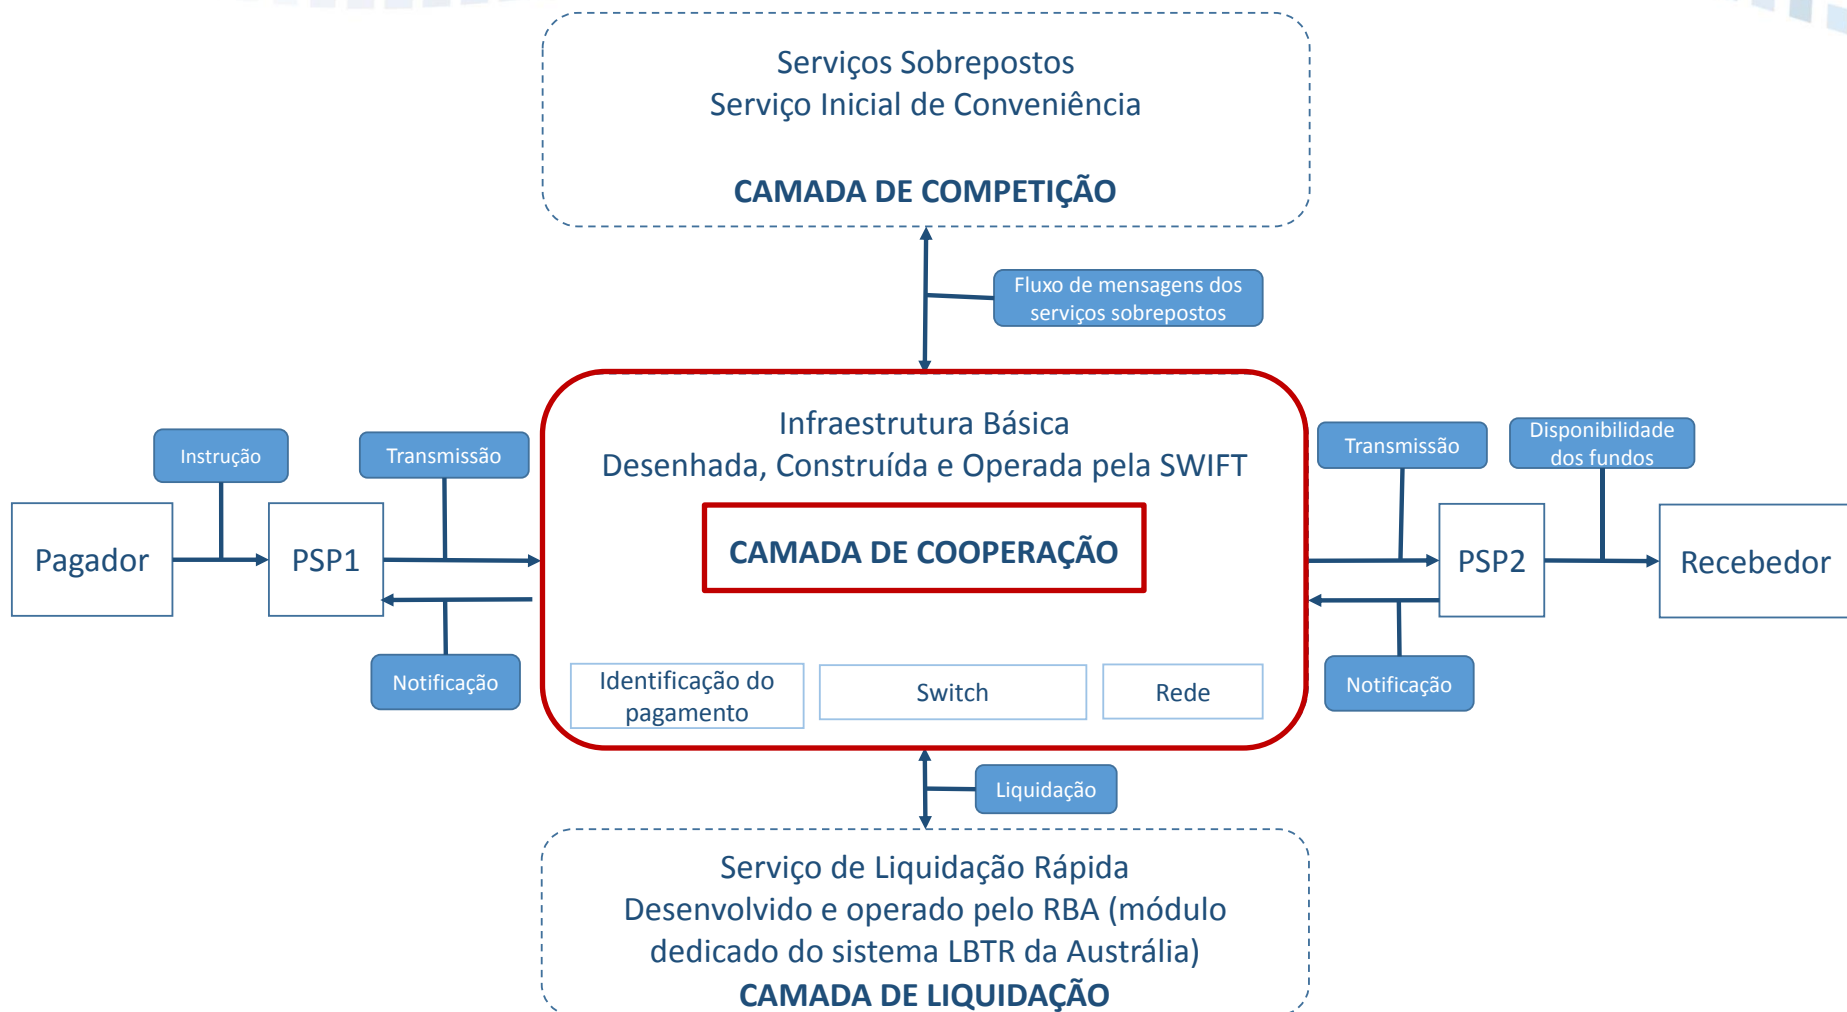 Serviços Sobrepostos
Serviço Inicial de Conveniência
CAMADA DE COMPETIÇÃO
Fluxo de mensagens dos
serviços sobrepostos
Infraestrutura Básica
Desenhada, Construída e Operada pela SWIFT
CAMADA DE COOPERAÇÃO
Instrução
Transmissão
Transmissão
Disponibilidade
dos fundos
Pagador
PSP1
PSP2
Recebedor
Notificação
Notificação
Identificação do
pagamento
Switch
Rede
Liquidação
Serviço de Liquidação Rápida
Desenvolvido e operado pelo RBA (módulo
dedicado do sistema LBTR da Austrália)
CAMADA DE LIQUIDAÇÃO